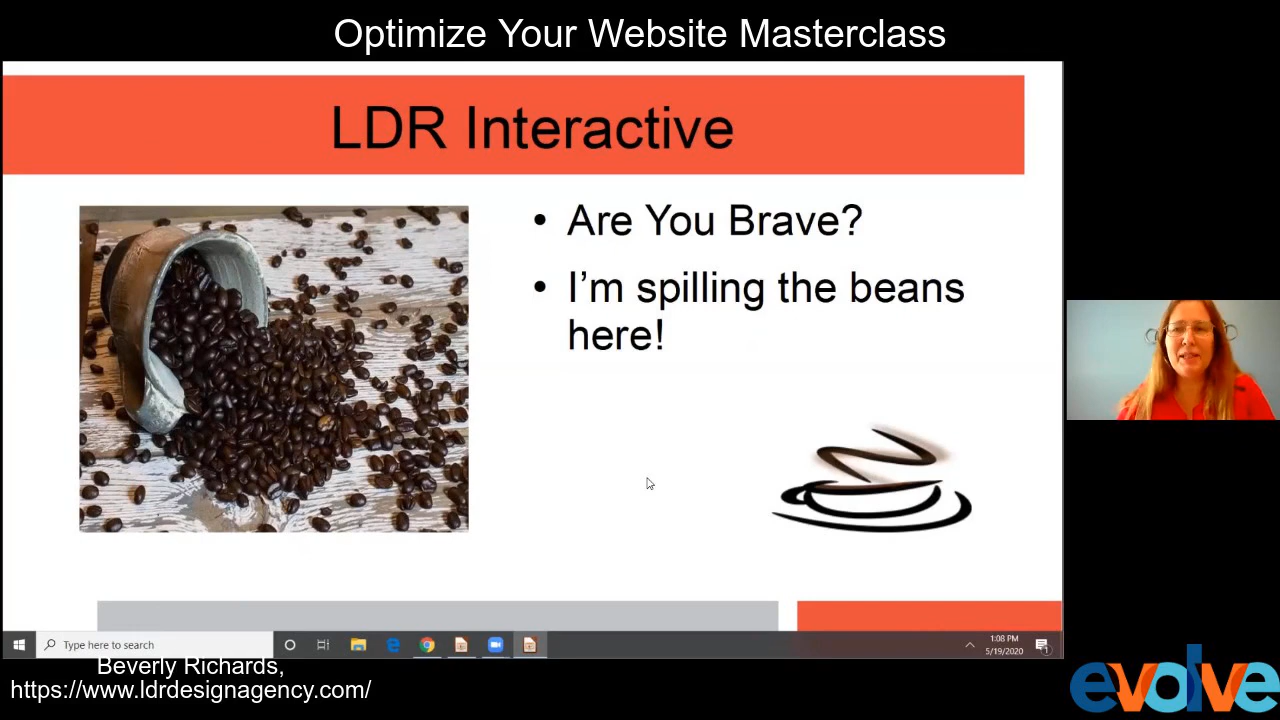 Optimize Your Website Masterclass
LDR Interactive
• Are You Brave?
• I'm spilling the beans
here!
Type here to search
1:08 PM
5/19/2020
1
Beverly Richards,
https://www.ldrdesignagency.com/
evolve